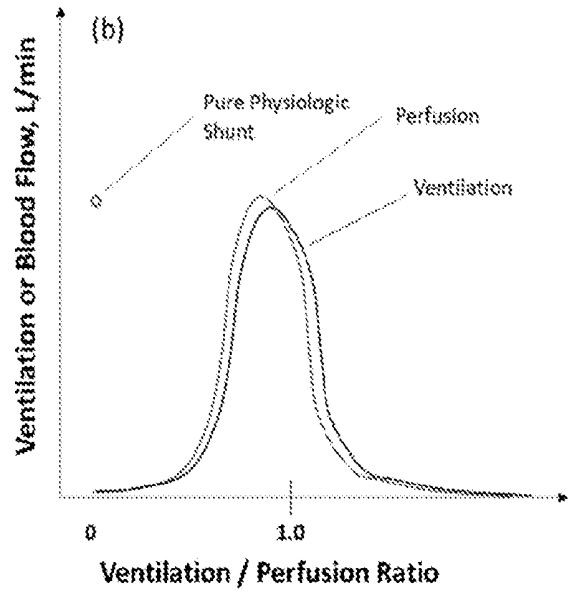 (b)
Pure Physiologic
Shunt
Perfusion
Ventilation
Ventilation or Blood Flow, L/min
0
1.0
Ventilation / Perfusion Ratio